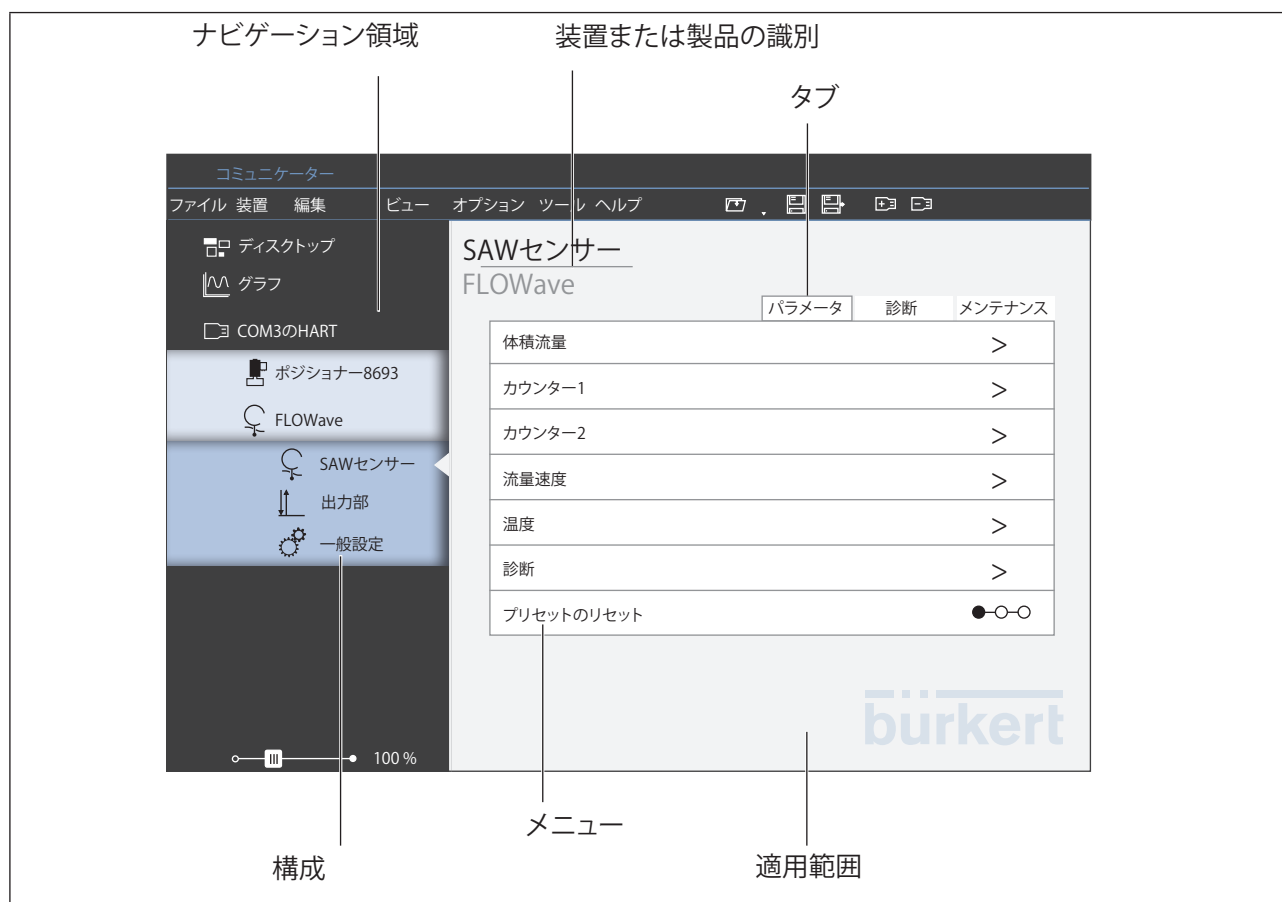 ナビゲーション領域
装置または製品の識別
タブ
コミュニケーター
ファイル 装置 編集 ビュー オプション ツール ヘルプ
ディスクトップ
グラフ
COM3のHART
ポジショナー8693
FLOWave
SAWセンサー
出力部
一般設定
100 %
SAWセンサー
FLOWave
パラメータ 診断 メンテナンス
体積流量 >
カウンター1 >
カウンター2 >
流量速度 >
温度 >
診断 >
プリセットのリセット
bürkert
メニュー
構成
適用範囲